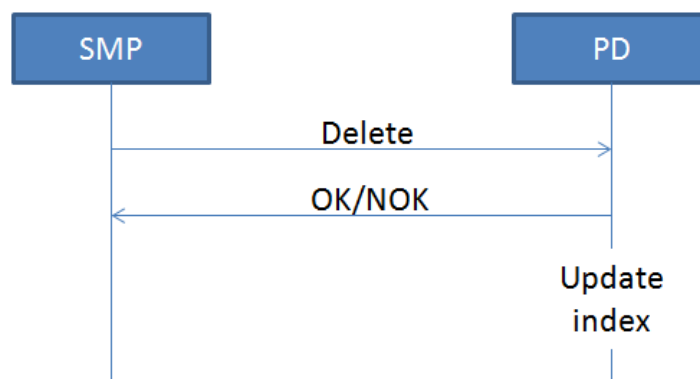 SMP
PD
Delete
OK/NOK
Update
index